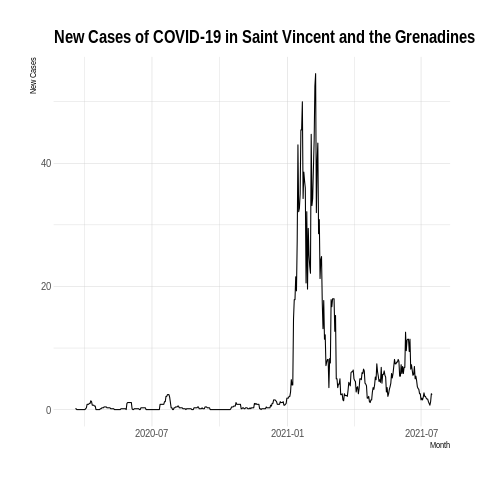 New Cases of COVID-19 in Saint Vincent and the Grenadines
New Cases
40
20
0
2020-07 2021-01 2021-07
Month